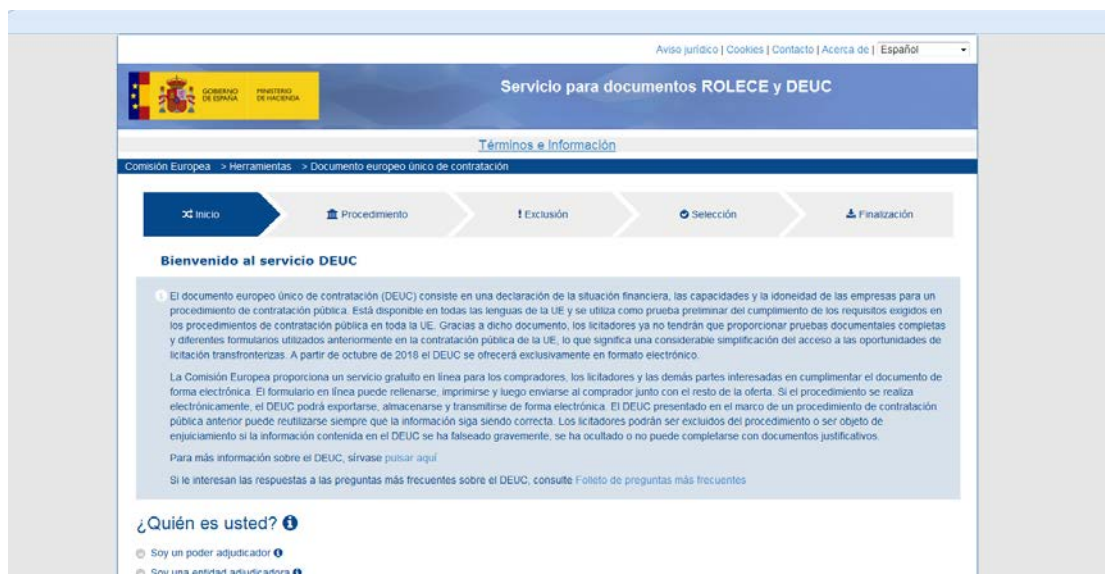 Aviso jurídico | Cookies | Contacto | Acerca de | Español
GOBIERNO DE ESPAÑA
MINISTERIO DE HACIENDA
Servicio para documentos ROLECE y DEUC
Términos e Información
Comisión Europea > Herramientas > Documento europeo único de contratación
Inicio
Procedimiento
Exclusión
Selección
Finalización
Bienvenido al servicio DEUC
El documento europeo único de contratación (DEUC) consiste en una declaración de la situación financiera, las capacidades y la idoneidad de las empresas para un
procedimiento de contratación pública. Está disponible en todas las lenguas de la UE y se utiliza como prueba preliminar del cumplimiento de los requisitos exigidos en
los procedimientos de contratación pública en toda la UE. Gracias a dicho documento, los licitadores ya no tendrán que proporcionar pruebas documentales completas
y diferentes formularios utilizados anteriormente en la contratación pública de la UE, lo que significa una considerable simplificación del acceso a las oportunidades de
licitación transfronterizas. A partir de octubre de 2018 el DEUC se ofrecerá exclusivamente en formato electrónico.
La Comisión Europea proporciona un servicio gratuito en línea para los compradores, los licitadores y las demás partes interesadas en cumplimentar el documento de
forma electrónica. El formulario en línea puede rellenarse, imprimirse y luego enviarse al comprador junto con el resto de la oferta. Si el procedimiento se realiza
electrónicamente, el DEUC podrá exportarse, almacenarse y transmitirse de forma electrónica. El DEUC presentado en el marco de un procedimiento de contratación
pública anterior puede reutilizarse siempre que la información siga siendo correcta. Los licitadores podrán ser excluidos del procedimiento o ser objeto de
enjuiciamiento si la información contenida en el DEUC se ha falseado gravemente, se ha ocultado o no puede completarse con documentos justificativos.
Para más información sobre el DEUC, sírvase pulsar aquí
Si le interesan las respuestas a las preguntas más frecuentes sobre el DEUC, consulte Folleto de preguntas más frecuentes
¿Quién es usted?
Soy un poder adjudicador
Soy una entidad adjudicadora